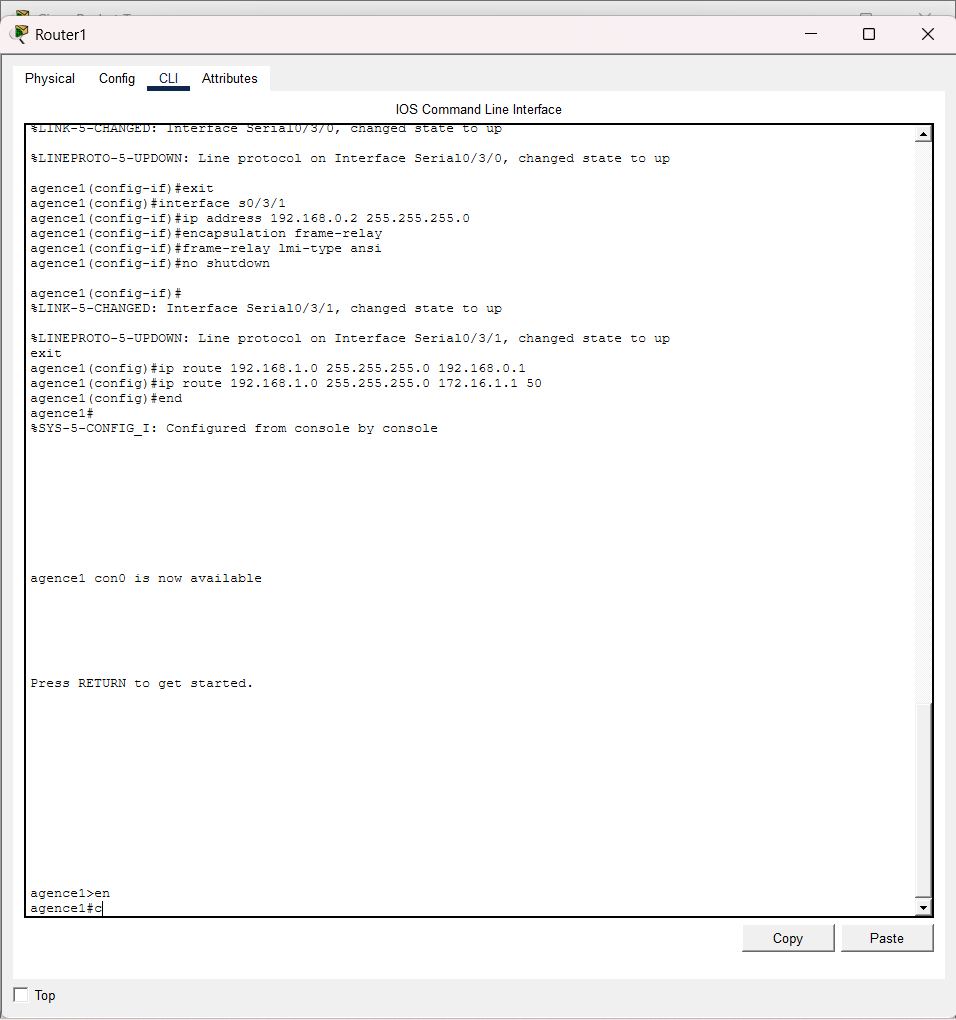 Router1
Physical Config CLI Attributes
IOS Command Line Interface
%LINK-5-CHANGED: Interface Serial0/3/0, changed state to up
%LINEPROTO-5-UPDOWN: Line protocol on Interface Serial0/3/0, changed state to up
agence1(config-if)#exit
agence1(config)#interface s0/3/1
agence1(config-if)#ip address 192.168.0.2 255.255.255.0
agence1(config-if)#encapsulation frame-relay
agence1(config-if)#frame-relay lmi-type ansi
agence1(config-if)#no shutdown
agence1(config-if)#
%LINK-5-CHANGED: Interface Serial0/3/1, changed state to up
%LINEPROTO-5-UPDOWN: Line protocol on Interface Serial0/3/1, changed state to up
exit
agence1(config)#ip route 192.168.1.0 255.255.255.0 192.168.0.1
agence1(config)#ip route 192.168.1.0 255.255.255.0 172.16.1.1 50
agence1(config)#end
agence1#
%SYS-5-CONFIG_I: Configured from console by console
agence1 con0 is now available
Press RETURN to get started.
agence1>en
agence1#c
Copy Paste
Top